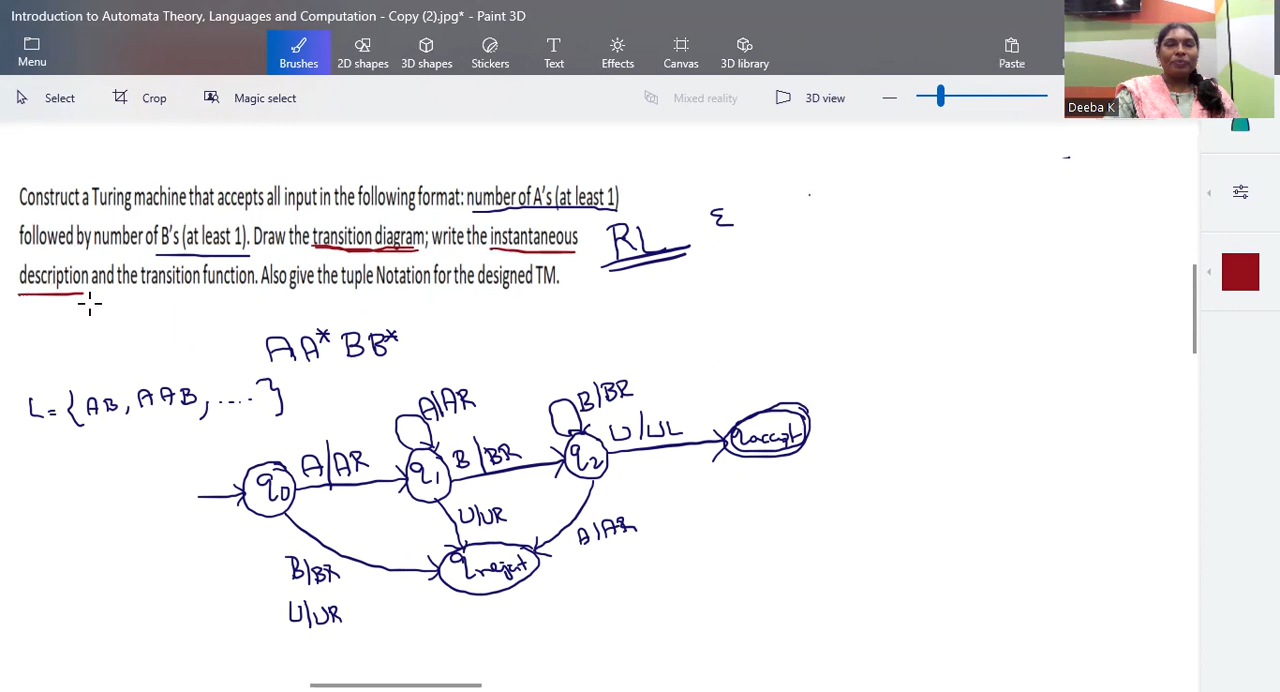 Introduction to Automata Theory, Languages and Computation - Copy (2).jpg* - Paint 3D
Menu
Brushes
2D shapes
3D shapes
Stickers
Text
Effects
Canvas
3D library
Paste
Select
Crop
Magic select
Mixed reality
3D view
Deeba K
Construct a Turing machine that accepts all input in the following format: number of A's (at least 1)
followed by number of B's (at least 1). Draw the transition diagram; write the instantaneous
description and the transition function. Also give the tuple Notation for the designed TM.
RL
Σ
AA* BB*
L = {AB, AAB, ....}
A/AR
B/BR
q0
A/AR
q1
B/BR
q2
U/UL
q accept
U/UR
A/AR
q reject
B/BR
U/UR